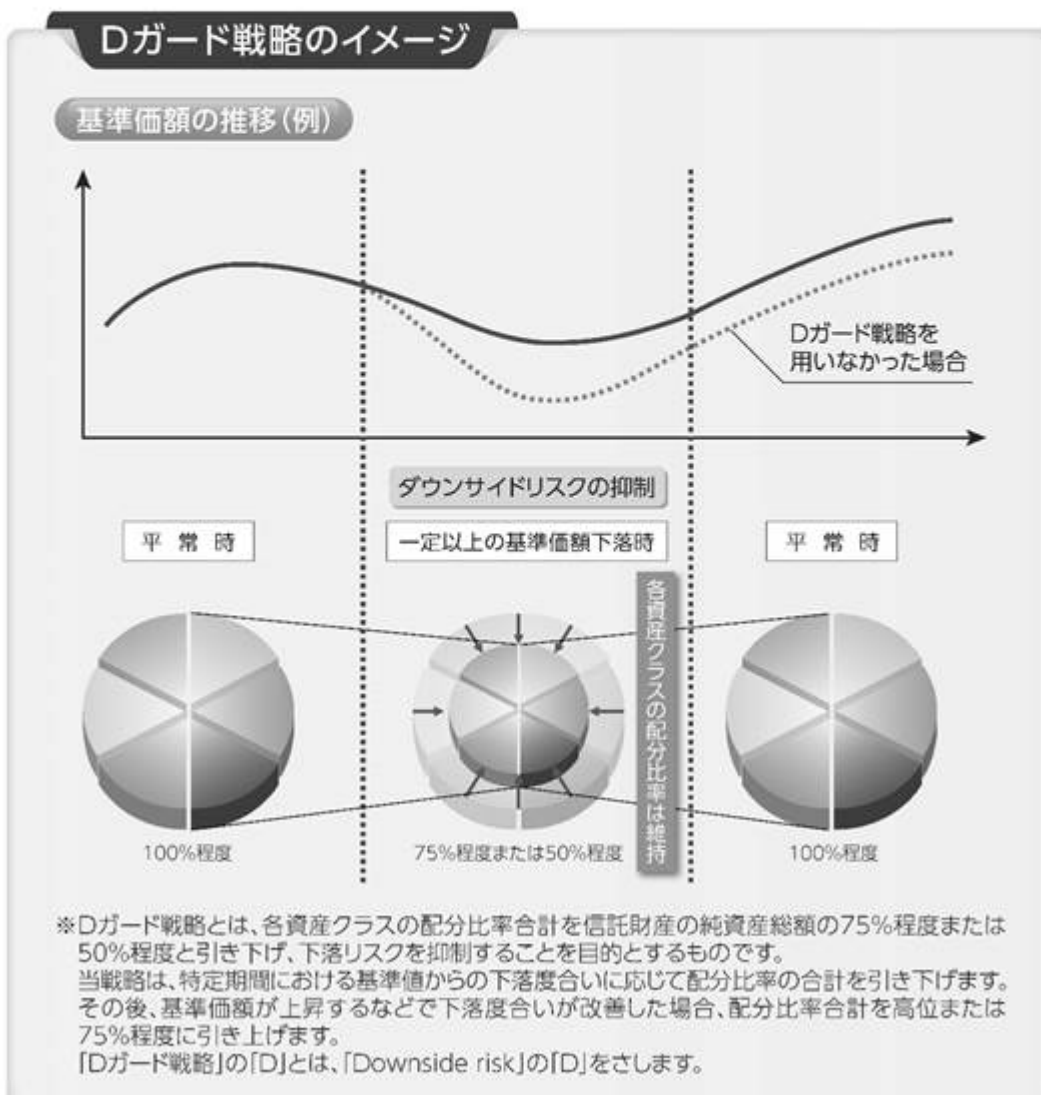 Dガード戦略のイメージ
基準価額の推移(例)
Dガード戦略を
用いなかった場合
ダウンサイドリスクの抑制
平常時
一定以上の基準価額下落時
平常時
各資産クラスの配分比率は維持
100%程度
75%程度または50%程度
100%程度
※Dガード戦略とは、各資産クラスの配分比率合計を信託財産の純資産総額の75%程度または
50%程度と引き下げ、下落リスクを抑制することを目的とするものです。
当戦略は、特定期間における基準値からの下落度合いに応じて配分比率の合計を引き下げます。
その後、基準価額が上昇するなどで下落度合いが改善した場合、配分比率合計を高位または
75%程度に引き上げます。
「Dガード戦略」の「D」とは、「Downside risk」の「D」をさします。